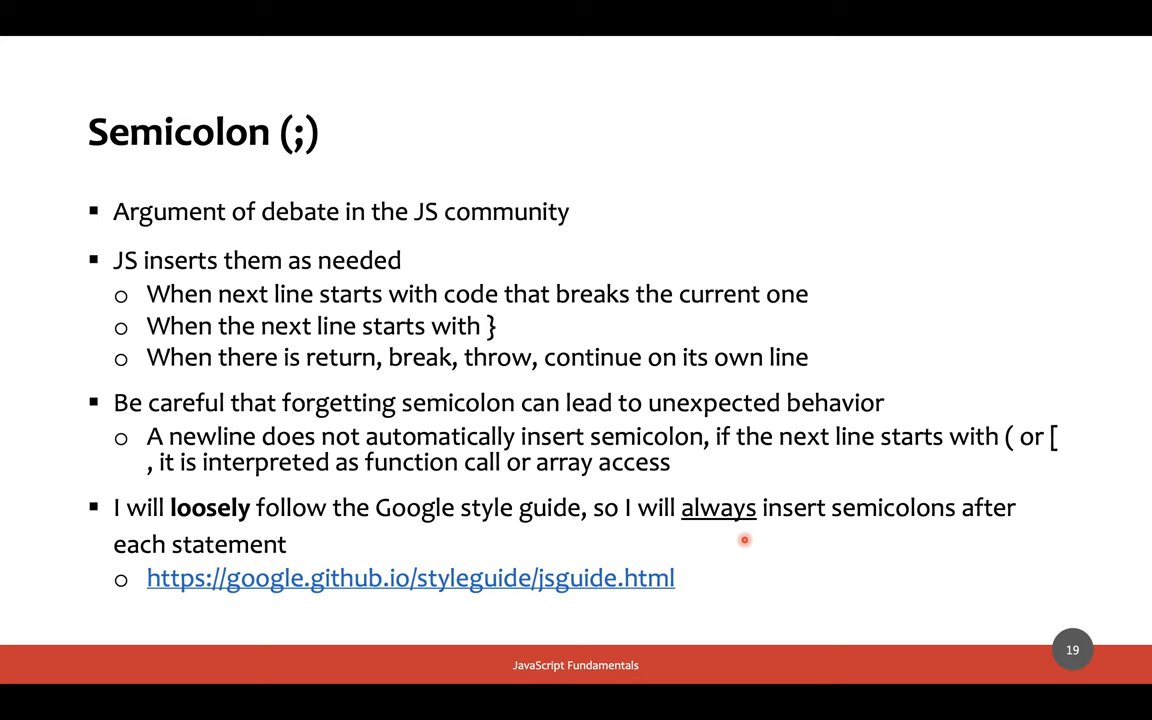 Semicolon (;)
▪ Argument of debate in the JS community
▪ JS inserts them as needed
o When next line starts with code that breaks the current one
o When the next line starts with }
o When there is return, break, throw, continue on its own line
▪ Be careful that forgetting semicolon can lead to unexpected behavior
o A newline does not automatically insert semicolon, if the next line starts with ( or [
, it is interpreted as function call or array access
▪ I will loosely follow the Google style guide, so I will always insert semicolons after
each statement
o https://google.github.io/styleguide/jsguide.html
JavaScript Fundamentals
19